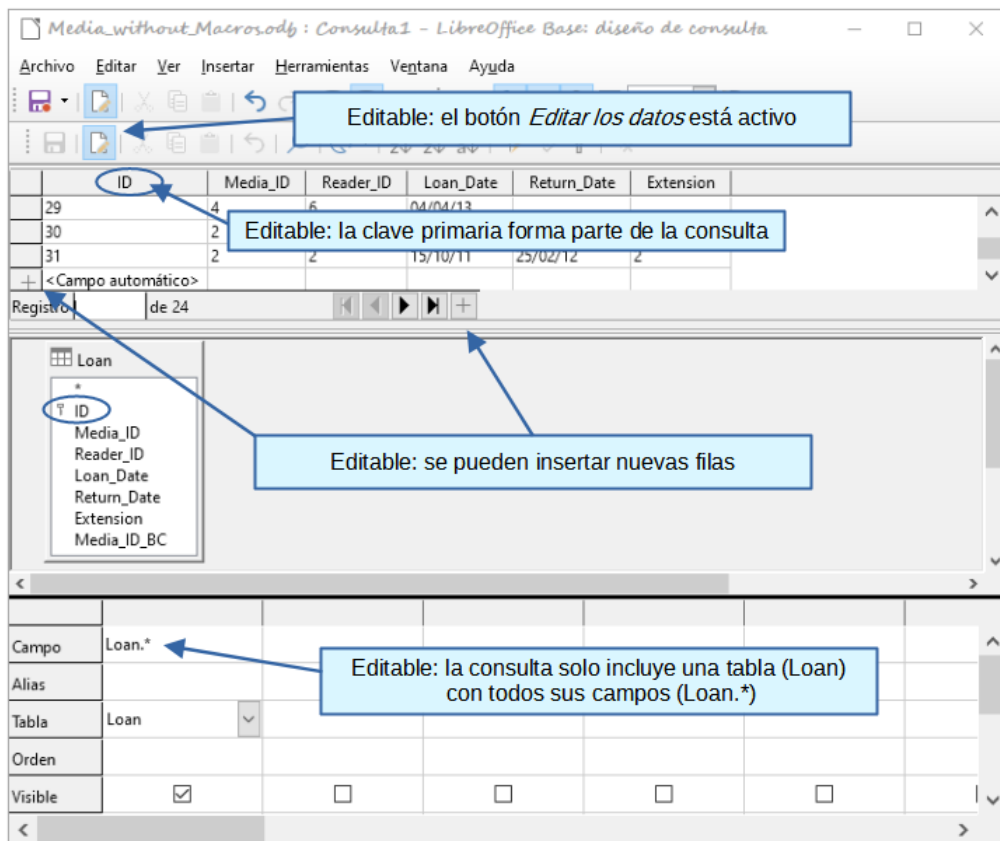 Media_without_Macros.odb : Consulta1 - LibreOffice Base: diseño de consulta
Archivo Editar Ver Insertar Herramientas Ventana Ayuda
Editable: el botón Editar los datos está activo
ID Media_ID Reader_ID Loan_Date Return_Date Extension
29 4 6 04/04/13
30 2
Editable: la clave primaria forma parte de la consulta
31 2 2 15/10/11 25/02/12 2
<Campo automático>
Registro de 24
Loan
*
ID
Media_ID
Reader_ID
Loan_Date
Return_Date
Extension
Media_ID_BC
Editable: se pueden insertar nuevas filas
Campo Loan.*
Editable: la consulta solo incluye una tabla (Loan)
con todos sus campos (Loan.*)
Alias
Tabla Loan
Orden
Visible